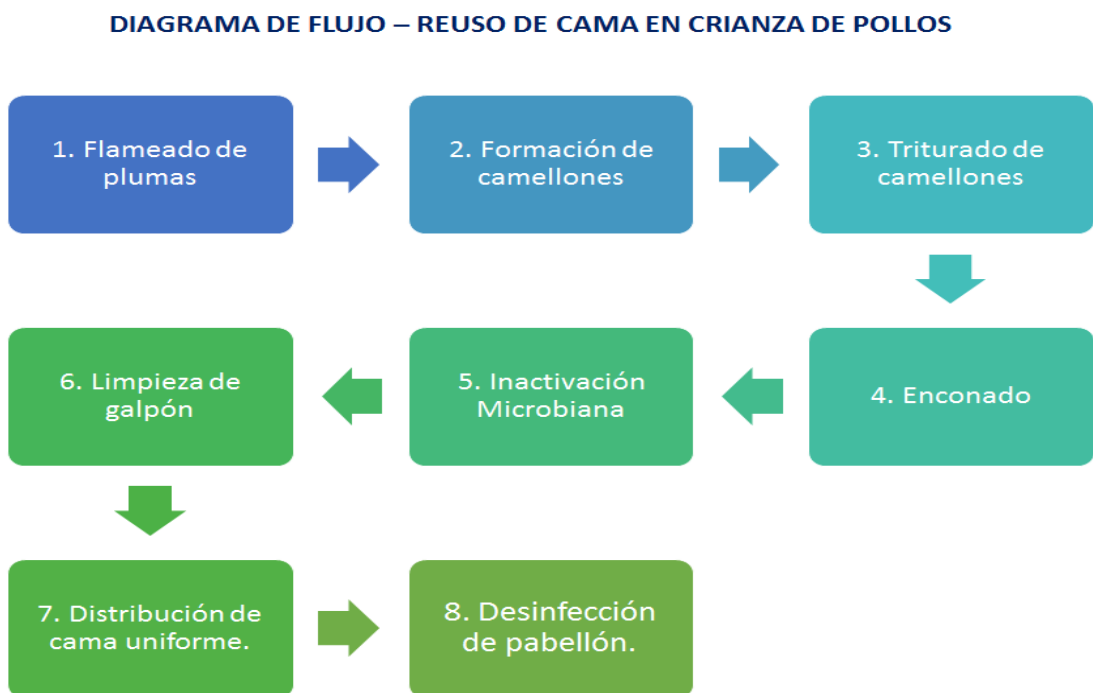 DIAGRAMA DE FLUJO – REUSO DE CAMA EN CRIANZA DE POLLOS
1. Flameado de
plumas
2. Formación de
camellones
3. Triturado de
camellones
4. Enconado
5. Inactivación
Microbiana
6. Limpieza de
galpón
7. Distribución de
cama uniforme.
8. Desinfección
de pabellón.